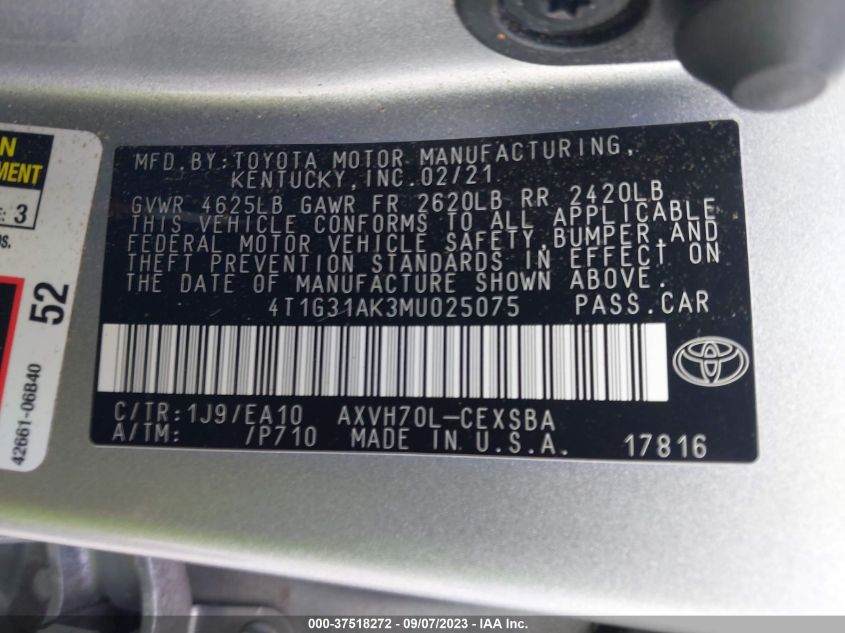 N
MENT
: 3
S.
52
42661-06B40
MFD.BY:TOYOTA MOTOR MANUFACTURING,
KENTUCKY,INC.02/21
GVWR 4625LB GAWR FR 2620LB RR 2420LB
THIS VEHICLE CONFORMS TO ALL APPLICABLE
FEDERAL MOTOR VEHICLE SAFETY,BUMPER,AND
THEFT PREVENTION STANDARDS IN EFFECT ON
THE DATE OF MANUFACTURE SHOWN ABOVE.
4T1G31AK3MU025075 PASS.CAR
C/TR:1J9/EA10 AXVH70L-CEXSBA
A/TM: /P710 MADE IN U.S.A. 17816
000-37518272 - 09/07/2023 - IAA Inc.